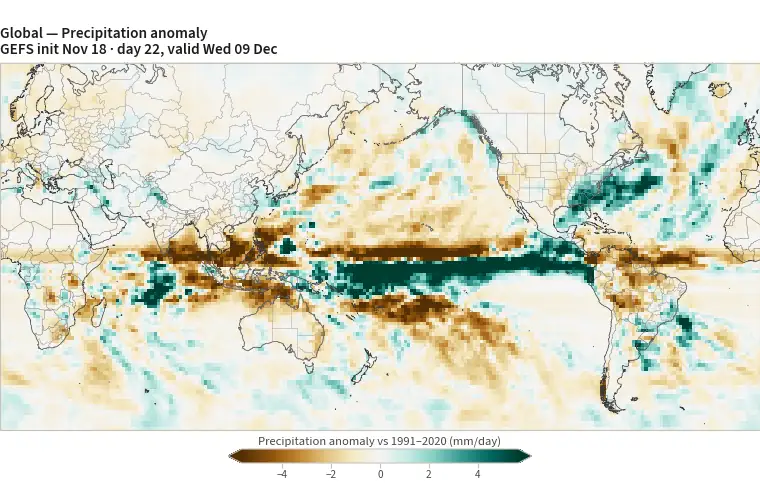 Global — Precipitation anomaly
GEFS init Nov 18 · day 22, valid Wed 09 Dec
Precipitation anomaly vs 1991–2020 (mm/day)
−4 −2 0 2 4